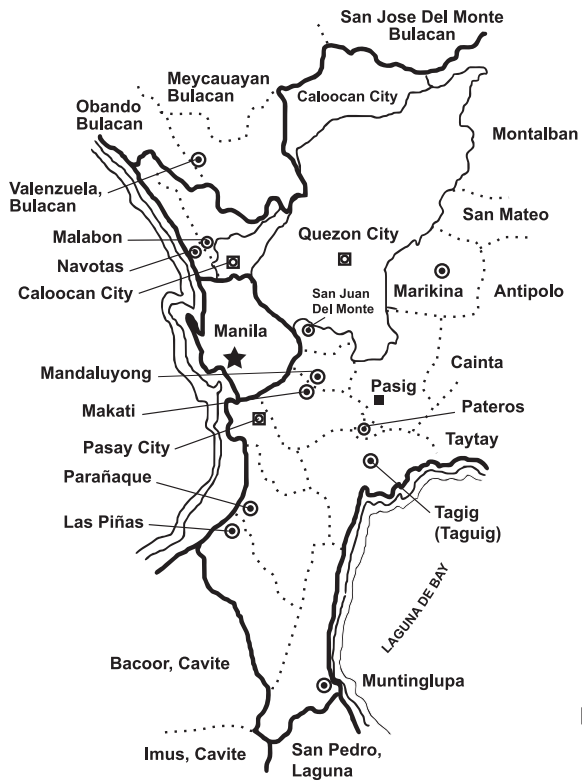 San Jose Del Monte
Bulacan
Meycauayan
Bulacan
Caloocan City
Obando
Bulacan
Montalban
Valenzuela,
Bulacan
San Mateo
Malabon
Quezon City
Navotas
Caloocan City
Marikina
Antipolo
San Juan
Del Monte
Manila
Cainta
Mandaluyong
Pasig
Makati
Pateros
Pasay City
Taytay
Parañaque
Tagig
(Taguig)
Las Piñas
LAGUNA DE BAY
Bacoor, Cavite
Muntinglupa
Imus, Cavite
San Pedro,
Laguna